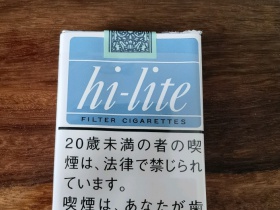 hi-lite
FILTER CIGARETTES
20歳未満の者の喫
煙は、法律で禁じられ
ています。
喫煙は、あなたが歯